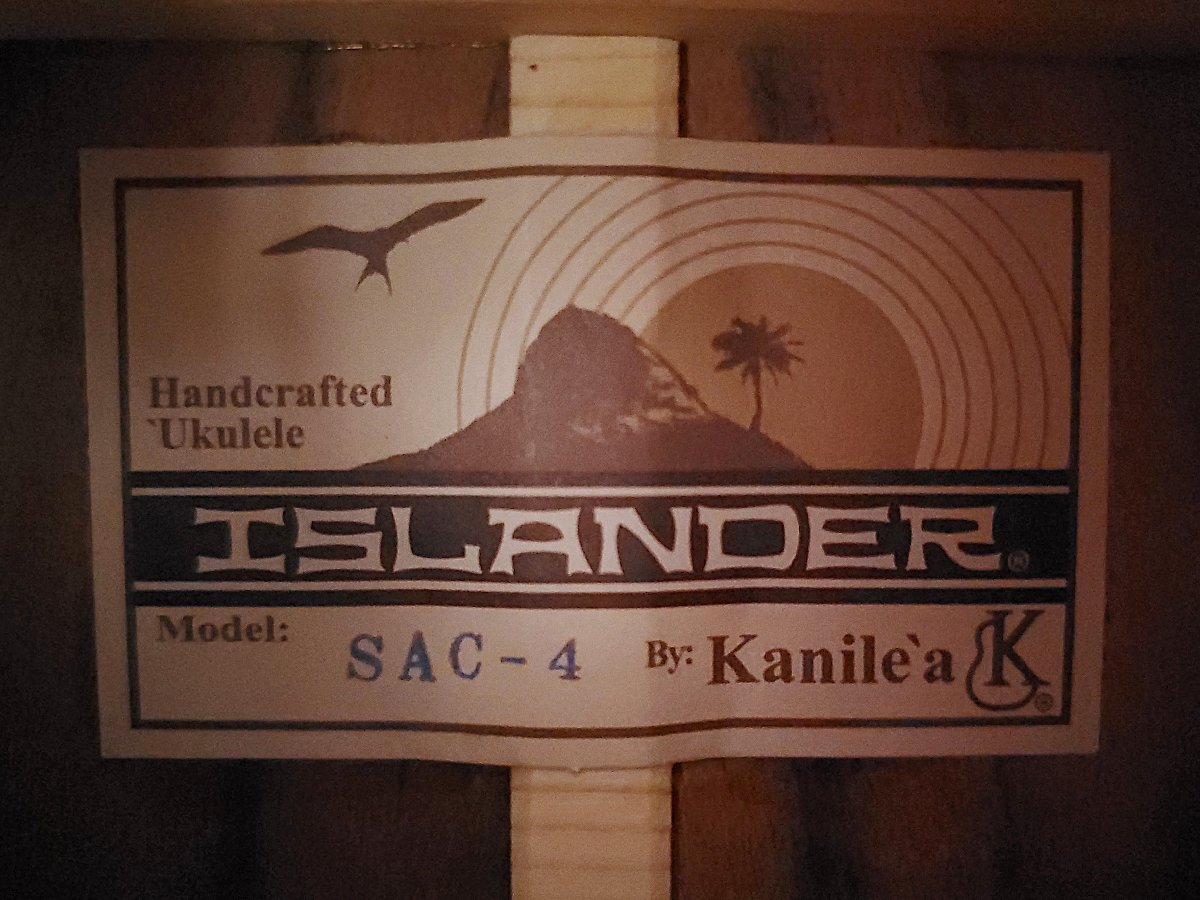 Handcrafted
`Ukulele
ISLANDER®
Model: SAC-4 By: Kanile`a K®